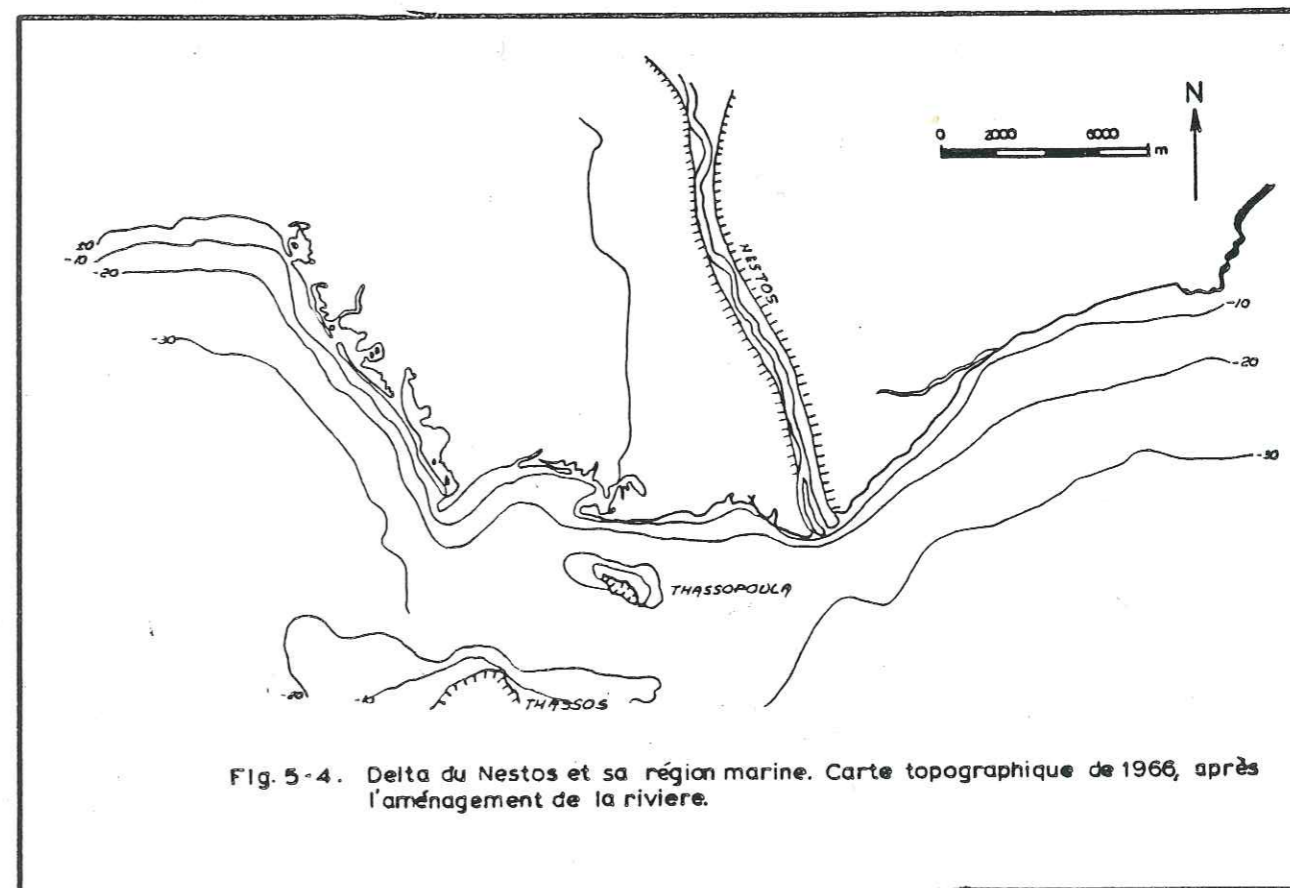 N
0 2000 6000
m
NESTOS
-10
-20
-30
-10
-20
-30
THASSOPOULA
-10
THASSOS
Fig. 5-4. Delta du Nestos et sa région marine. Carte topographique de 1966, après
l'aménagement de la riviere.